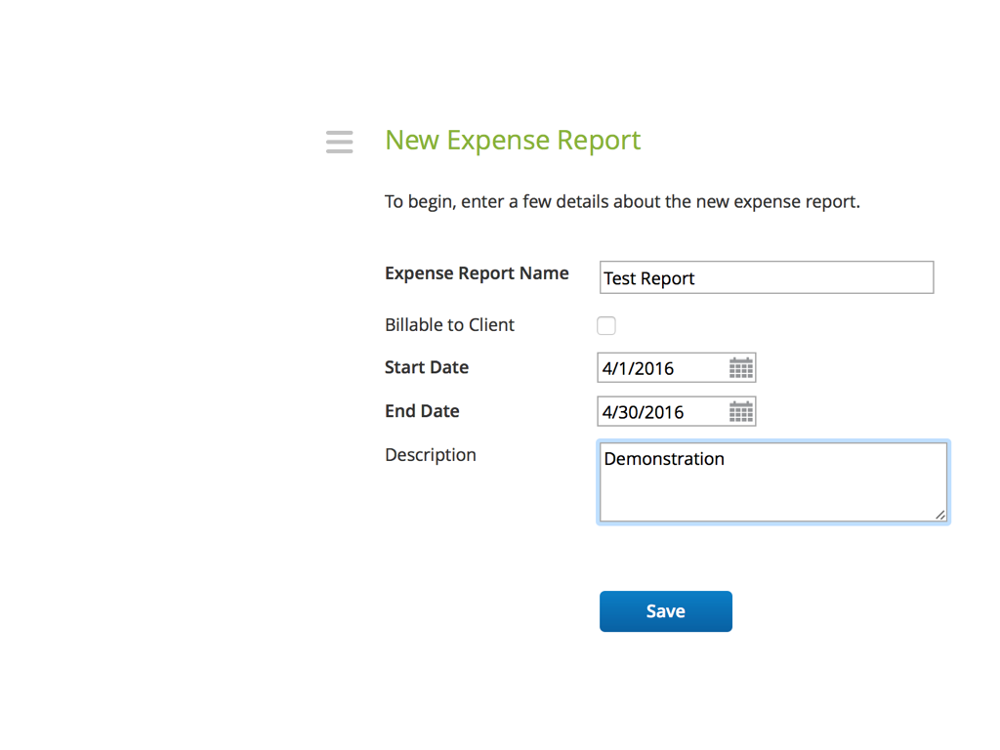 New Expense Report
To begin, enter a few details about the new expense report.
Expense Report Name Test Report
Billable to Client
Start Date 4/1/2016
End Date 4/30/2016
Description Demonstration
Save